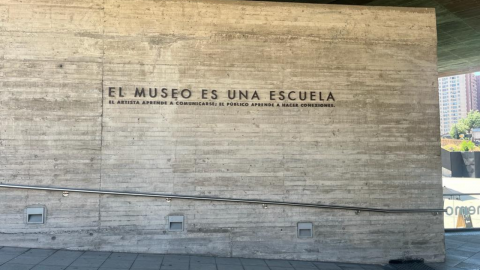 EL MUSEO ES UNA ESCUELA
EL ARTISTA APRENDE A COMUNICARSE; EL PÚBLICO APRENDE A HACER CONEXIONES.